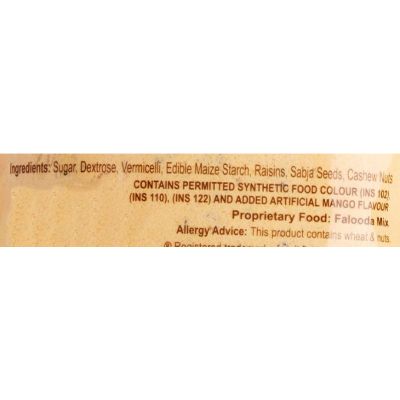 Ingredients: Sugar, Dextrose, Vermicelli, Edible Maize Starch, Raisins, Sabja Seeds, Cashew Nuts
CONTAINS PERMITTED SYNTHETIC FOOD COLOUR (INS 102)
(INS 110), (INS 122) AND ADDED ARTIFICIAL MANGO FLAVOUR
Proprietary Food: Falooda Mix
Allergy Advice: This product contains wheat & nuts
® Registered